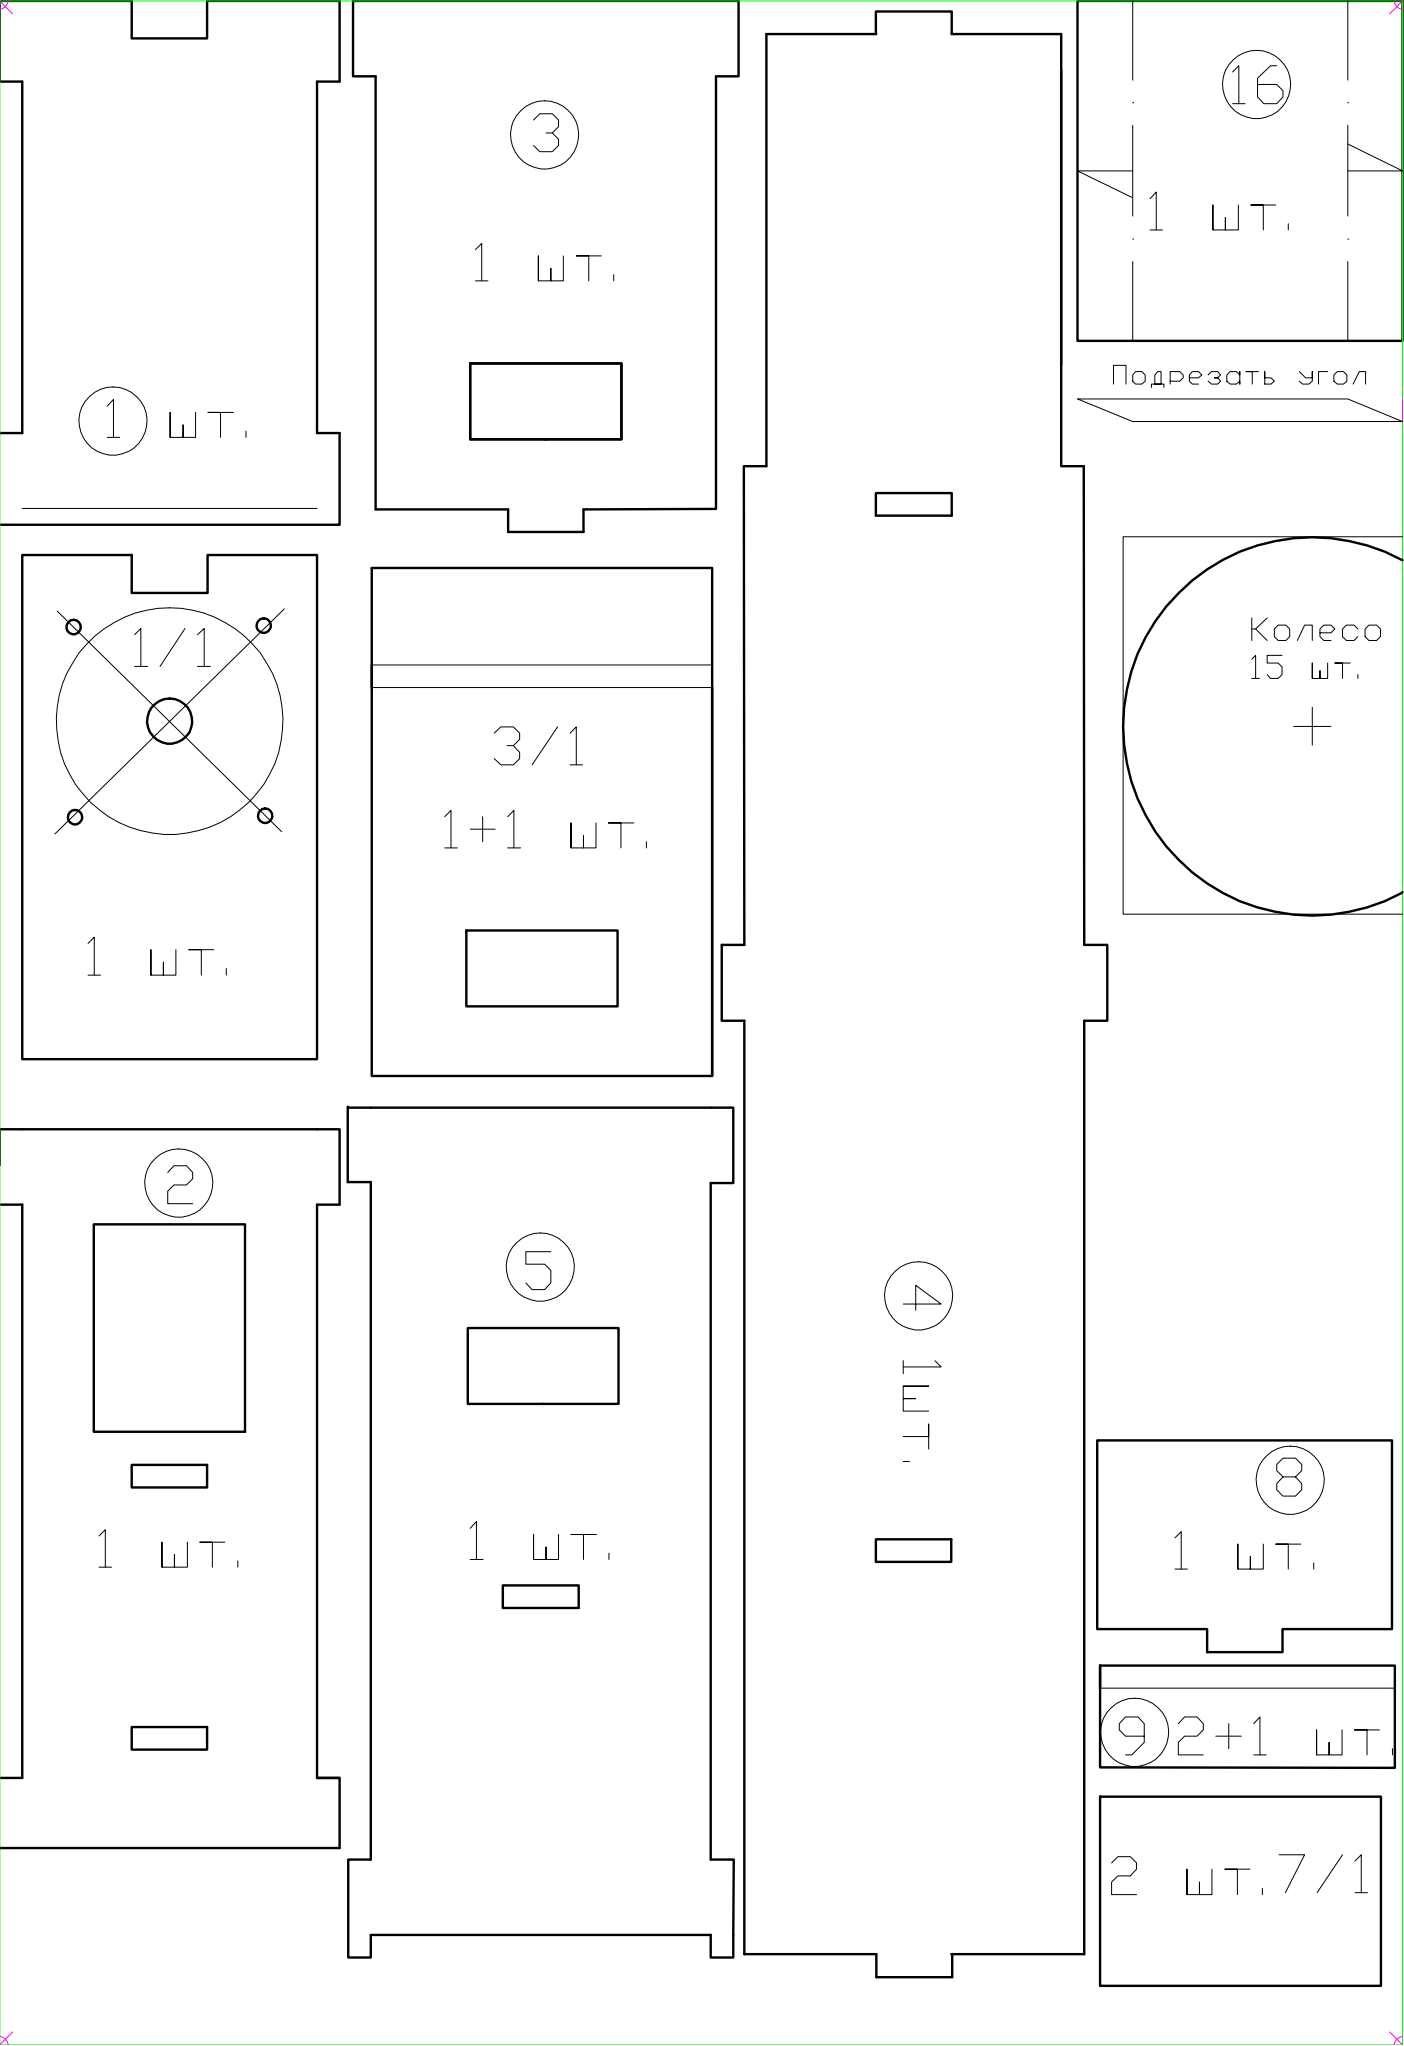 1 шт.
1/1
1 шт.
2
1 шт.
3
1 шт.
3/1
1+1 шт.
5
1 шт.
4
1шт.
16
1 шт.
Подрезать угол
Колесо
15 шт.
8
1 шт.
9 2+1 шт.
2 шт. 7/1